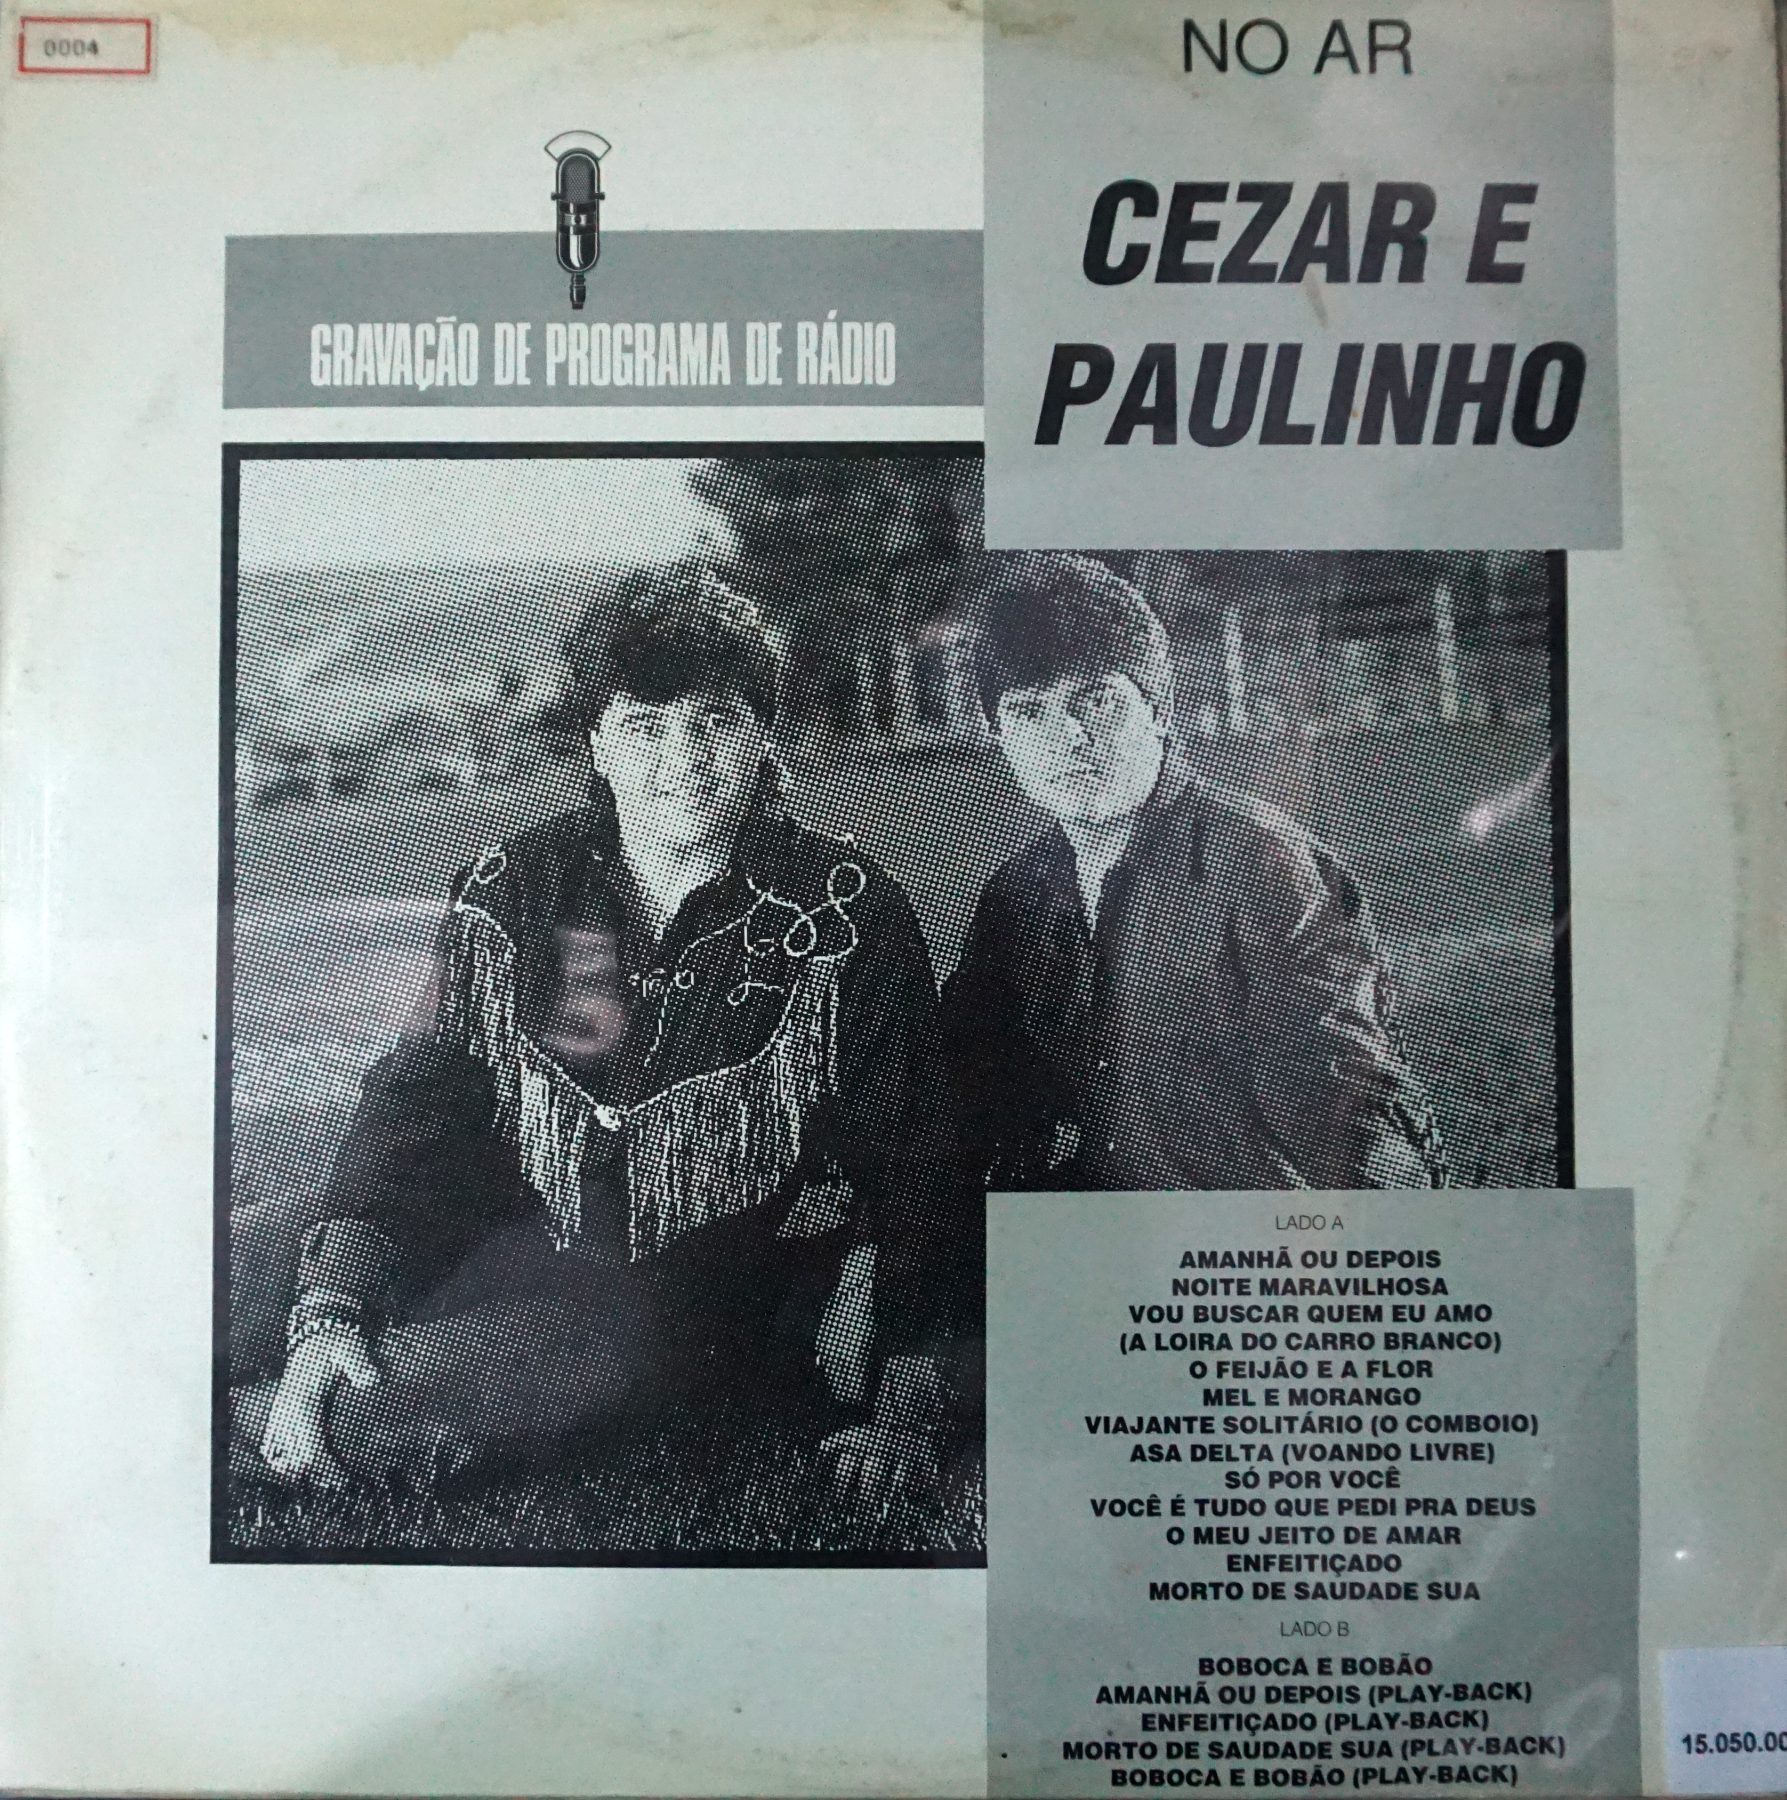 0004
NO AR
CEZAR E
PAULINHO
GRAVAÇÃO DE PROGRAMA DE RÁDIO
LADO A
AMANHÃ OU DEPOIS
NOITE MARAVILHOSA
VOU BUSCAR QUEM EU AMO
(A LOIRA DO CARRO BRANCO)
O FEIJÃO E A FLOR
MEL E MORANGO
VIAJANTE SOLITÁRIO (O COMBOIO)
ASA DELTA (VOANDO LIVRE)
SÓ POR VOCÊ
VOCÊ É TUDO QUE PEDI PRA DEUS
O MEU JEITO DE AMAR
ENFEITIÇADO
MORTO DE SAUDADE SUA
LADO B
BOBOCA E BOBÃO
AMANHÃ OU DEPOIS (PLAY-BACK)
ENFEITIÇADO (PLAY-BACK)
MORTO DE SAUDADE SUA (PLAY-BACK)
BOBOCA E BOBÃO (PLAY-BACK)
15.050.00